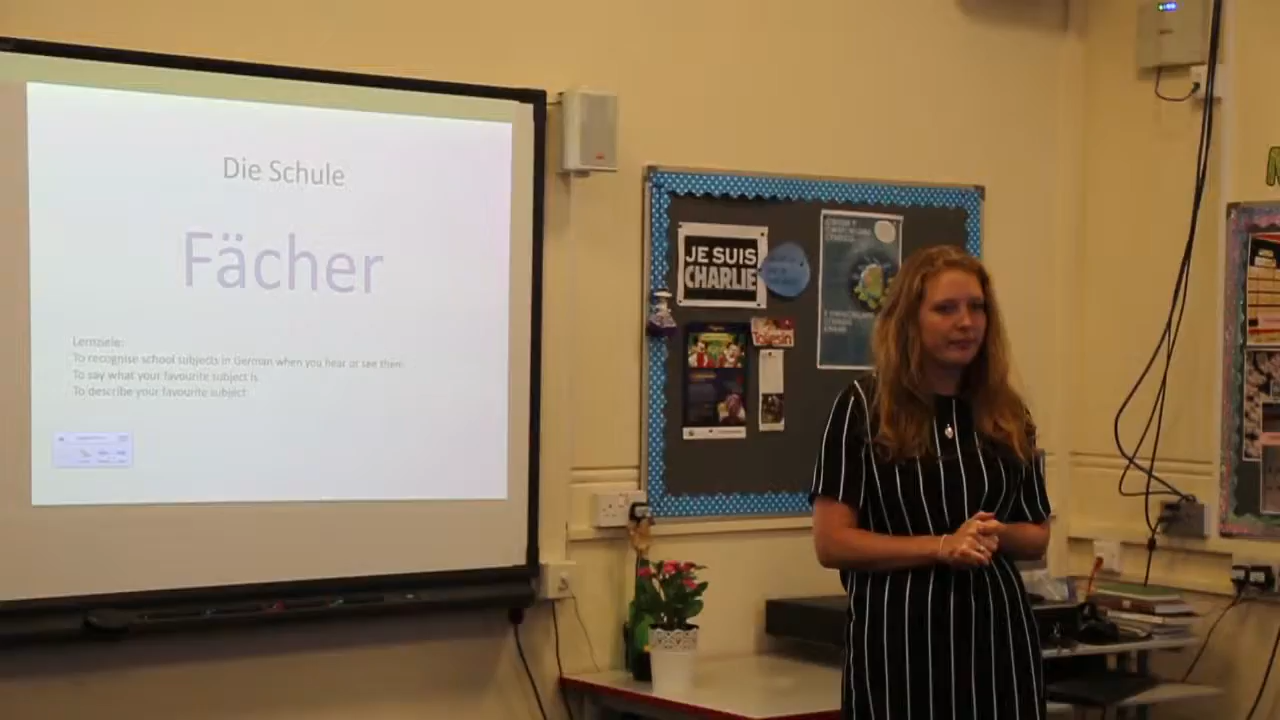 Die Schule
Fächer
Lernziele:
To recognise school subjects in German when you hear or see them
To say what your favourite subject is
To describe your favourite subject
JE SUIS
CHARLIE